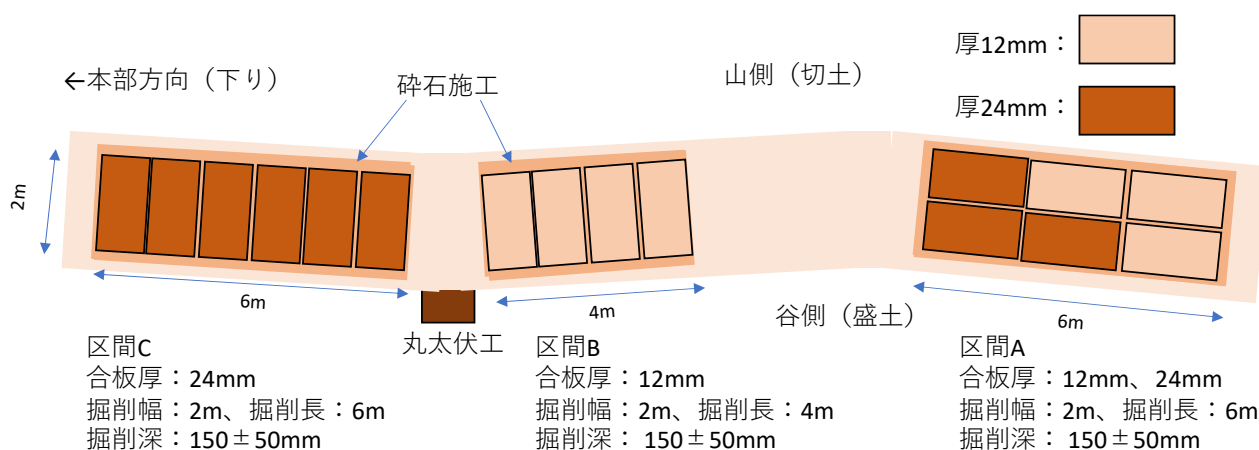 厚12mm：
←本部方向（下り）
砕石施工
山側（切土）
厚24mm：
2m
6m
4m
6m
丸太伏工
谷側（盛土）
区間C
合板厚：24mm
掘削幅：2m、掘削長：6m
掘削深：150±50mm
区間B
合板厚：12mm
掘削幅：2m、掘削長：4m
掘削深： 150±50mm
区間A
合板厚：12mm、24mm
掘削幅：2m、掘削長：6m
掘削深： 150±50mm